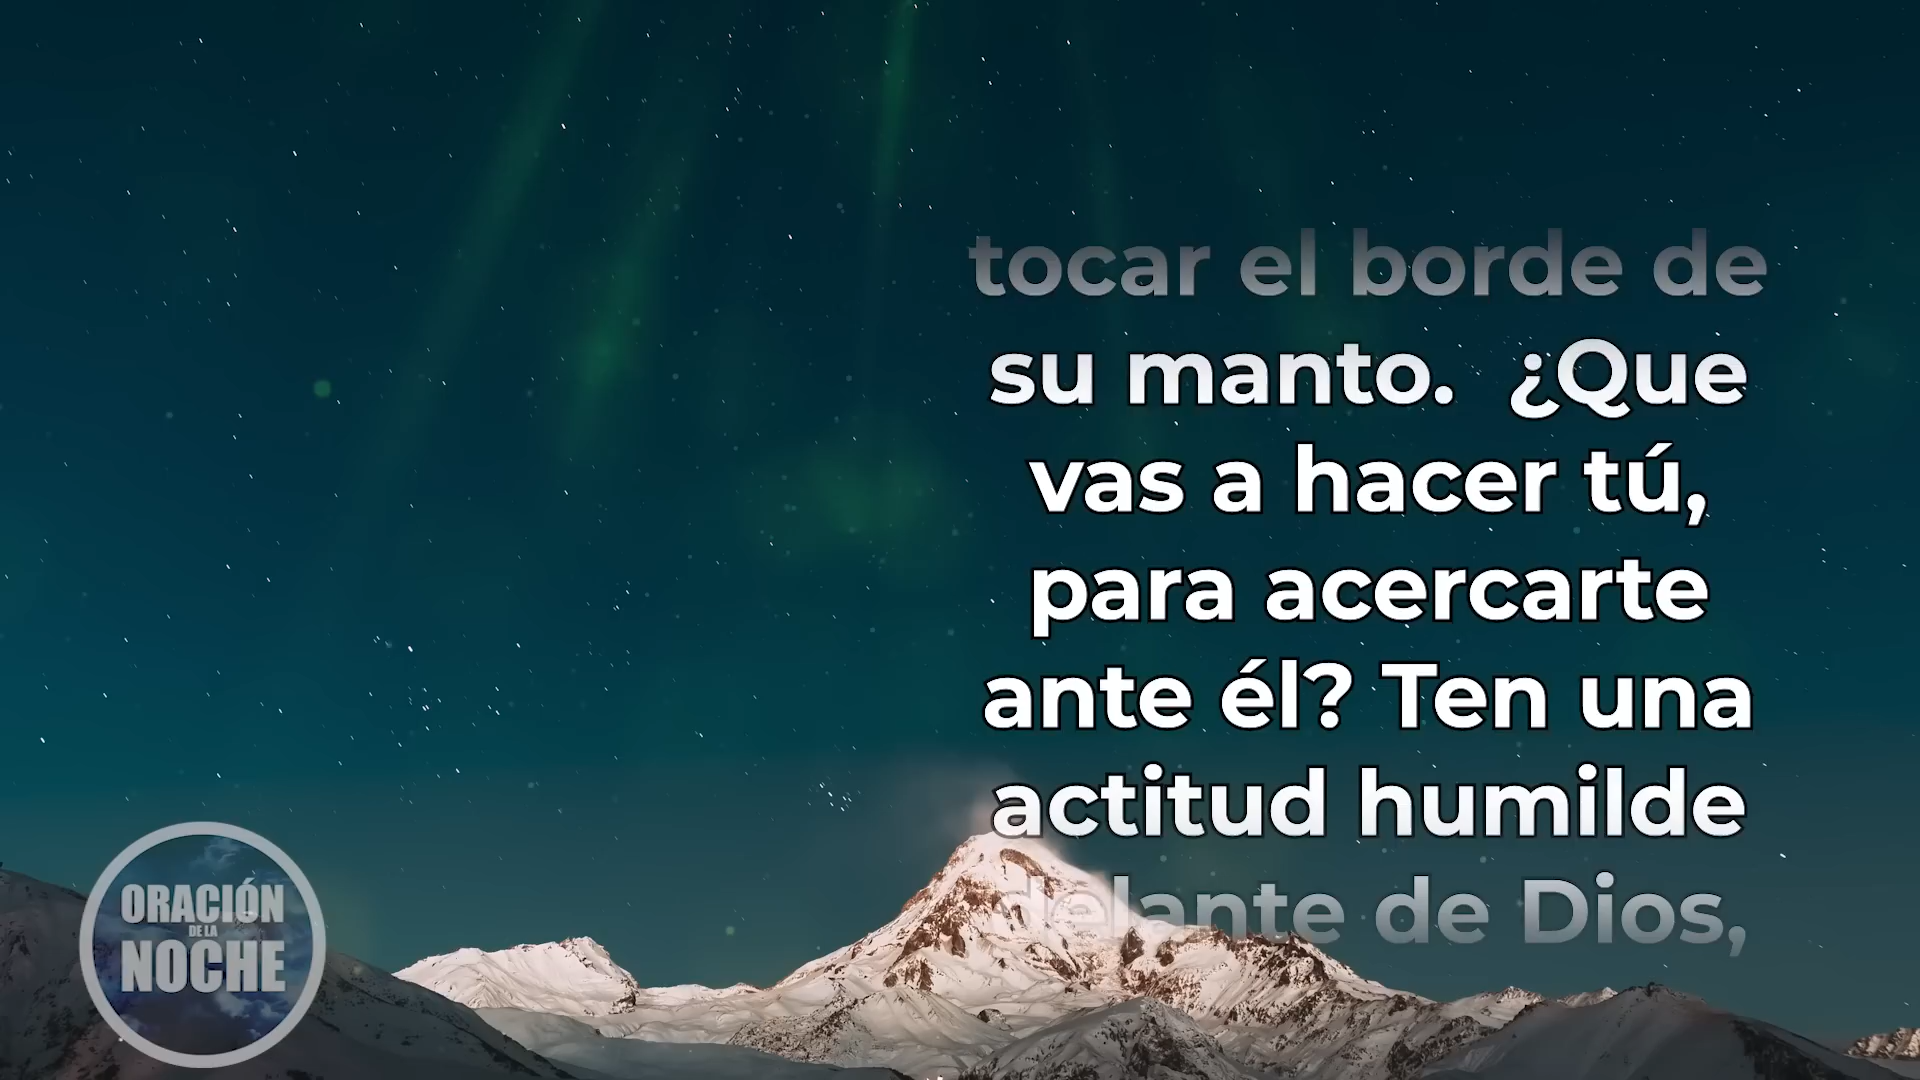 tocar el borde de
su manto.  ¿Que
vas a hacer tú,
para acercarte
ante él? Ten una
actitud humilde
delante de Dios,
ORACIÓN
DE LA
NOCHE